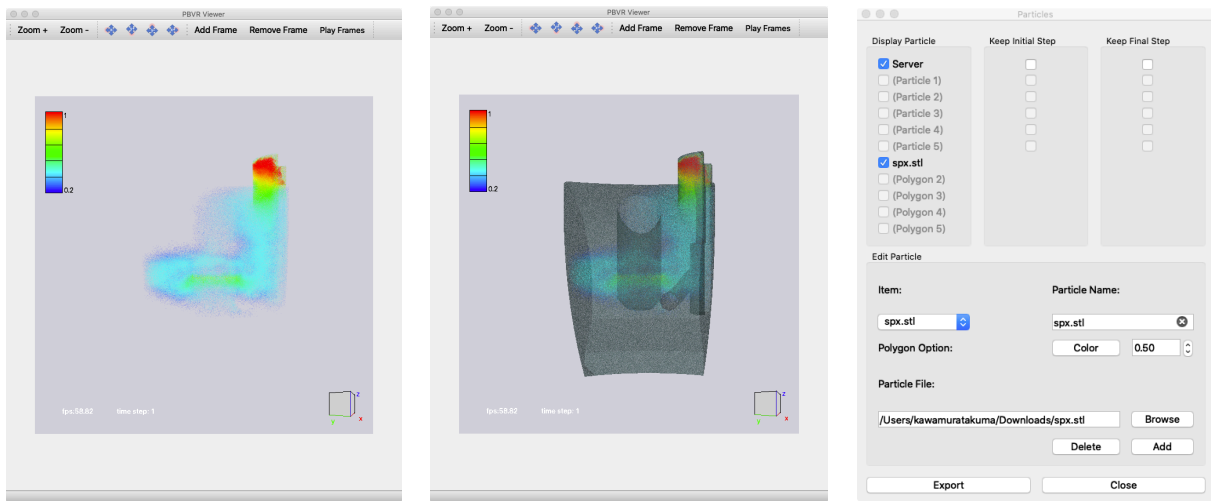 PBVR Viewer
Zoom + Zoom - Add Frame Remove Frame Play Frames
1
0.2
fps:58.82 time step: 1
z
y
x
PBVR Viewer
Zoom + Zoom - Add Frame Remove Frame Play Frames
1
0.2
fps:58.82 time step: 1
z
y
x
Particles
Display Particle Keep Initial Step Keep Final Step
Server
(Particle 1)
(Particle 2)
(Particle 3)
(Particle 4)
(Particle 5)
spx.stl
(Polygon 2)
(Polygon 3)
(Polygon 4)
(Polygon 5)
Edit Particle
Item: Particle Name:
spx.stl spx.stl
Polygon Option: Color 0.50
Particle File:
/Users/kawamuratakuma/Downloads/spx.stl Browse
Delete Add
Export Close